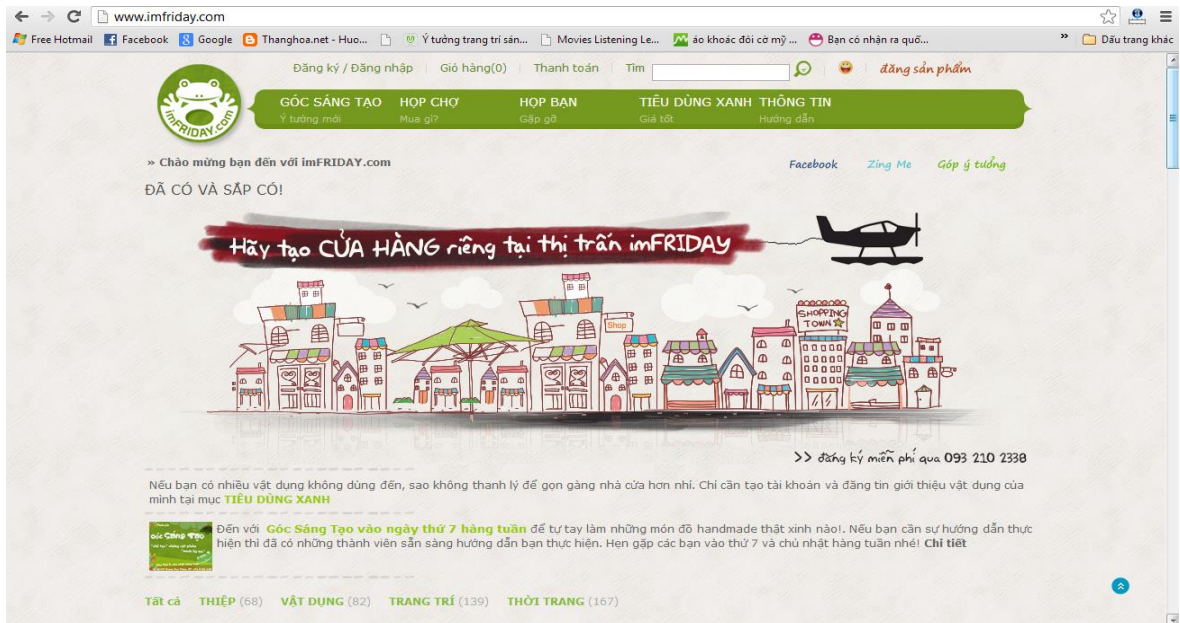 www.imfriday.com
Free Hotmail Facebook Google Thanghoa.net - Huo... Ý tưởng trang trí sán... Movies Listening Le... áo khoác đôi cờ mỹ ... Bạn có nhận ra quố... » Dấu trang khác
Đăng ký / Đăng nhập Giỏ hàng(0) Thanh toán Tìm đăng sản phẩm
GÓC SÁNG TẠO HỌP CHỢ HỌP BẠN TIÊU DÙNG XANH THÔNG TIN
Ý tưởng mới Mua gì? Gặp gỡ Giá tốt Hướng dẫn
imFRIDAY.com
» Chào mừng bạn đến với imFRIDAY.com
Facebook Zing Me Góp ý tưởng
ĐÃ CÓ VÀ SẮP CÓ!
Hãy tạo CỬA HÀNG riêng tại thị trấn imFRIDAY
SHOPPING
TOWN
Shop
>> đăng ký miễn phí qua 093 210 2338
Nếu bạn có nhiều vật dụng không dùng đến, sao không thanh lý để gọn gàng nhà cửa hơn nhỉ. Chỉ cần tạo tài khoản và đăng tin giới thiệu vật dụng của
mình tại mục TIÊU DÙNG XANH
Góc Sáng Tạo
Đến với Góc Sáng Tạo vào ngày thứ 7 hàng tuần để tự tay làm những món đồ handmade thật xinh nào!. Nếu bạn cần sự hướng dẫn thực
hiện thì đã có những thành viên sẵn sàng hướng dẫn bạn thực hiện. Hẹn gặp các bạn vào thứ 7 và chủ nhật hàng tuần nhé! Chi tiết
Tất cả THIỆP (68) VẬT DỤNG (82) TRANG TRÍ (139) THỜI TRANG (167)